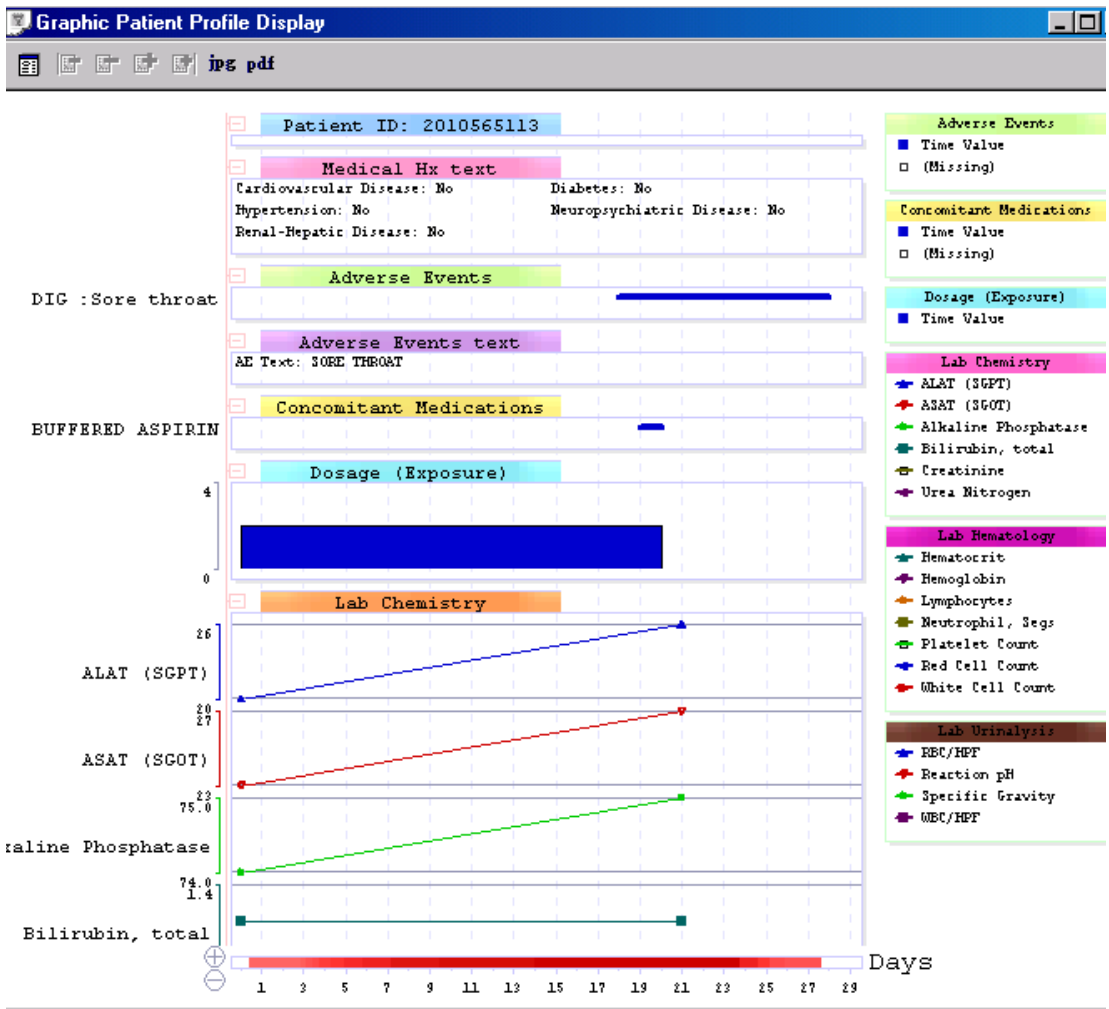 Graphic Patient Profile Display
jpg pdf
Patient ID: 2010565113
Medical Hx text
Cardiovascular Disease: No Diabetes: No
Hypertension: No Neuropsychiatric Disease: No
Renal-Hepatic Disease: No
Adverse Events
DIG :Sore throat
Adverse Events text
AE Text: SORE THROAT
Concomitant Medications
BUFFERED ASPIRIN
Dosage (Exposure)
4
0
Lab Chemistry
26
ALAT (SGPT)
20
27
ASAT (SGOT)
23
75.0
kaline Phosphatase
74.0
1.4
Bilirubin, total
Days
1 3 5 7 9 11 13 15 17 19 21 23 25 27 29
Adverse Events
Time Value
(Missing)
Concomitant Medications
Time Value
(Missing)
Dosage (Exposure)
Time Value
Lab Chemistry
ALAT (SGPT)
ASAT (SGOT)
Alkaline Phosphatase
Bilirubin, total
Creatinine
Urea Nitrogen
Lab Hematology
Hematocrit
Hemoglobin
Lymphocytes
Neutrophil, Segs
Platelet Count
Red Cell Count
White Cell Count
Lab Urinalysis
RBC/HPF
Reaction pH
Specific Gravity
WBC/HPF